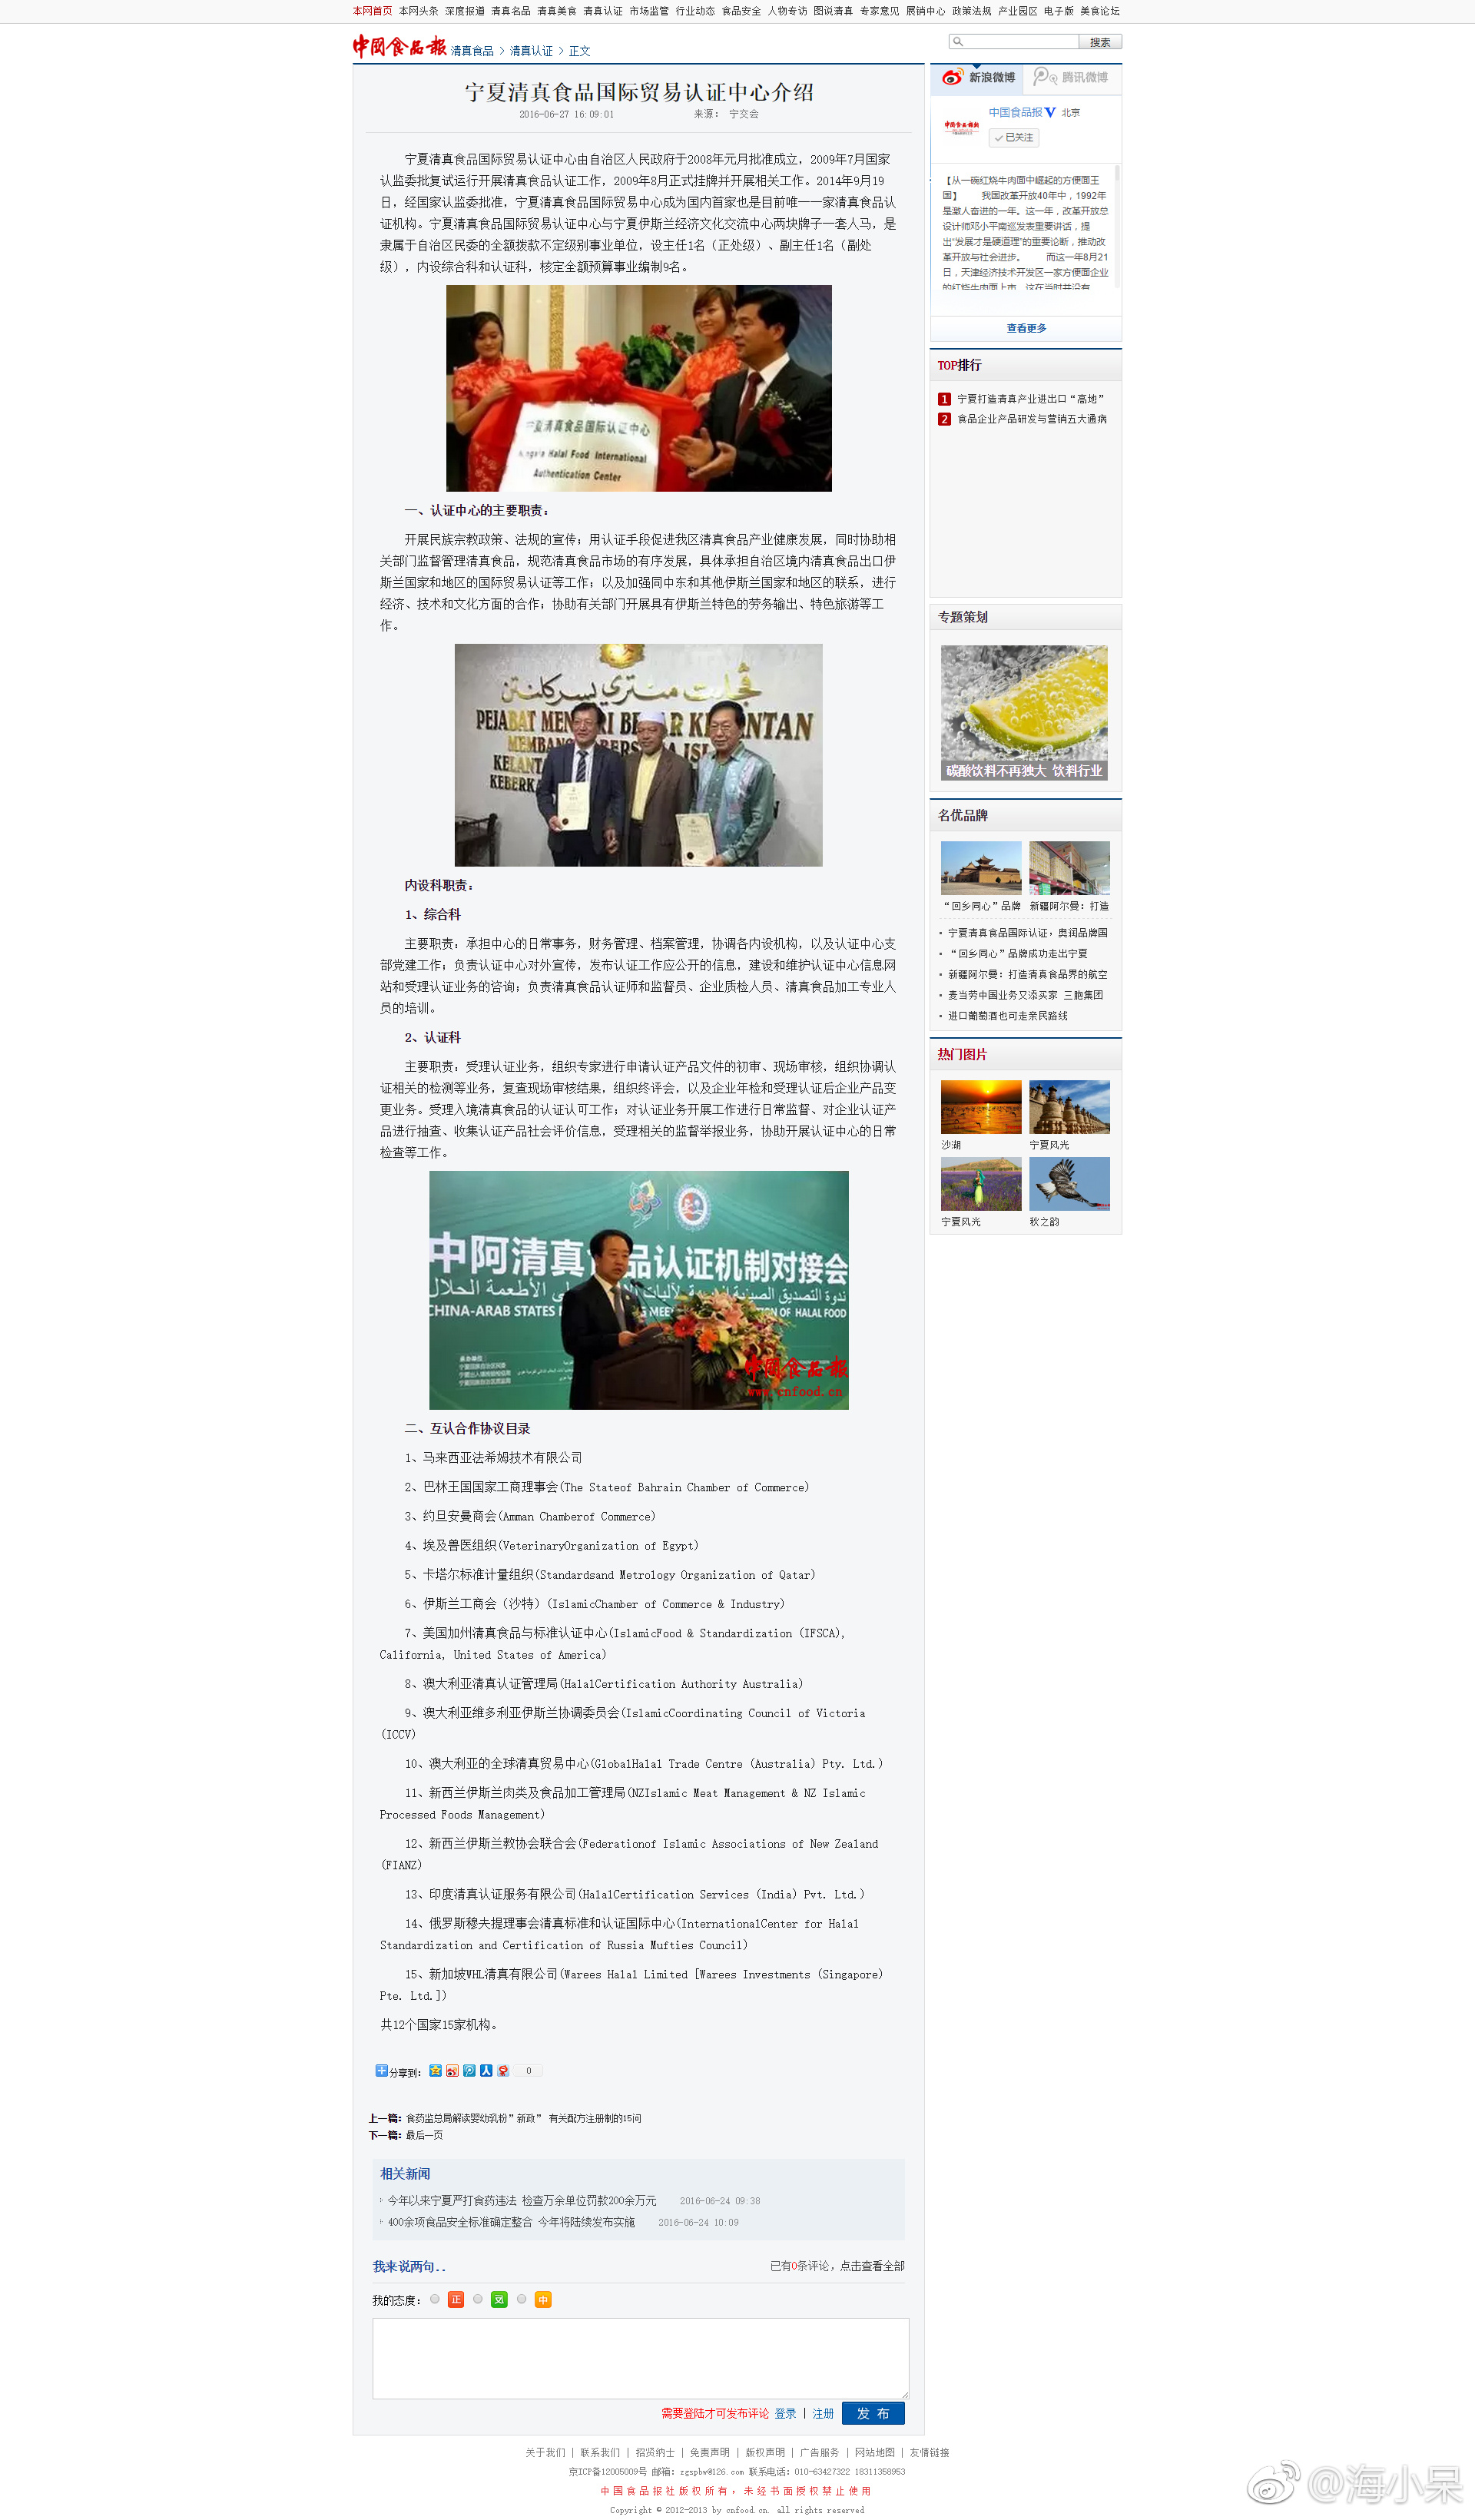 本网首页 本网头条 深度报道 清真名品 清真美食 清真认证 市场监管 行业动态 食品安全 人物专访 图说清真 专家意见 展销中心 政策法规 产业园区 电子版 美食论坛
中国食品报 清真食品 > 清真认证 > 正文
搜索
宁夏清真食品国际贸易认证中心介绍
2016-06-27 16:09:01 来源: 宁交会
宁夏清真食品国际贸易认证中心由自治区人民政府于2008年元月批准成立，2009年7月国家
认监委批复试运行开展清真食品认证工作，2009年8月正式挂牌并开展相关工作。2014年9月19
日，经国家认监委批准，宁夏清真食品国际贸易中心成为国内首家也是目前唯一一家清真食品认
证机构。宁夏清真食品国际贸易认证中心与宁夏伊斯兰经济文化交流中心两块牌子一套人马，是
隶属于自治区民委的全额拨款不定级别事业单位，设主任1名（正处级）、副主任1名（副处
级），内设综合科和认证科，核定全额预算事业编制9名。
宁夏清真食品国际认证中心
Halal Food International
Authentication Center
一、认证中心的主要职责：
开展民族宗教政策、法规的宣传；用认证手段促进我区清真食品产业健康发展，同时协助相
关部门监督管理清真食品，规范清真食品市场的有序发展，具体承担自治区境内清真食品出口伊
斯兰国家和地区的国际贸易认证等工作；以及加强同中东和其他伊斯兰国家和地区的联系，进行
经济、技术和文化方面的合作；协助有关部门开展具有伊斯兰特色的劳务输出、特色旅游等工
作。
PEJABAT MENTERI BESAR KELANTAN
内设科职责：
1、综合科
主要职责：承担中心的日常事务，财务管理、档案管理，协调各内设机构，以及认证中心支
部党建工作；负责认证中心对外宣传，发布认证工作应公开的信息，建设和维护认证中心信息网
站和受理认证业务的咨询；负责清真食品认证师和监督员、企业质检人员、清真食品加工专业人
员的培训。
2、认证科
主要职责：受理认证业务，组织专家进行申请认证产品文件的初审、现场审核，组织协调认
证相关的检测等业务，复查现场审核结果，组织终评会，以及企业年检和受理认证后企业产品变
更业务。受理入境清真食品的认证认可工作；对认证业务开展工作进行日常监督、对企业认证产
品进行抽查、收集认证产品社会评价信息，受理相关的监督举报业务，协助开展认证中心的日常
检查等工作。
中阿清真 品认证机制对接会
CHINA-ARAB STATES OF HALAL FOOD
中国食品报
www.cnfood.cn
二、互认合作协议目录
1、马来西亚法希姆技术有限公司
2、巴林王国国家工商理事会(The Stateof Bahrain Chamber of Commerce)
3、约旦安曼商会(Amman Chamberof Commerce)
4、埃及兽医组织(VeterinaryOrganization of Egypt)
5、卡塔尔标准计量组织(Standardsand Metrology Organization of Qatar)
6、伊斯兰工商会（沙特）(IslamicChamber of Commerce & Industry)
7、美国加州清真食品与标准认证中心(IslamicFood & Standardization (IFSCA),
California, United States of America)
8、澳大利亚清真认证管理局(HalalCertification Authority Australia)
9、澳大利亚维多利亚伊斯兰协调委员会(IslamicCoordinating Council of Victoria
(ICCV)
10、澳大利亚的全球清真贸易中心(GlobalHalal Trade Centre (Australia) Pty. Ltd.)
11、新西兰伊斯兰肉类及食品加工管理局(NZIslamic Meat Management & NZ Islamic
Processed Foods Management)
12、新西兰伊斯兰教协会联合会(Federationof Islamic Associations of New Zealand
(FIANZ)
13、印度清真认证服务有限公司(HalalCertification Services (India) Pvt. Ltd.)
14、俄罗斯穆夫提理事会清真标准和认证国际中心(InternationalCenter for Halal
Standardization and Certification of Russia Mufties Council)
15、新加坡WHL清真有限公司(Warees Halal Limited [Warees Investments (Singapore)
Pte. Ltd.])
共12个国家15家机构。
分享到: 0
上一篇：食药监总局解读婴幼乳粉”新政” 有关配方注册制的15问
下一篇：最后一页
相关新闻
今年以来宁夏严打食药违法 检查万余单位罚款200余万元 2016-06-24 09:38
400余项食品安全标准确定整合 今年将陆续发布实施 2016-06-24 10:09
我来说两句.. 已有0条评论，点击查看全部
我的态度： 正 反 中
需要登陆才可发布评论 登录 | 注册 发 布
新浪微博 腾讯微博
中国食品报 V 北京
已关注
【从一碗红烧牛肉面中崛起的方便面王
国】 我国改革开放40年中，1992年
是激人奋进的一年。这一年，改革开放总
设计师邓小平南巡发表重要讲话，提
出“发展才是硬道理”的重要论断，推动改
革开放与社会进步。 而这一年8月21
日，天津经济技术开发区一家方便面企业
的红烧牛肉面上市，这在当时并没有
查看更多
TOP排行
1 宁夏打造清真产业进出口“高地”
2 食品企业产品研发与营销五大通病
专题策划
碳酸饮料不再独大 饮料行业
名优品牌
“回乡同心”品牌 新疆阿尔曼：打造
宁夏清真食品国际认证，奥润品牌国
“回乡同心”品牌成功走出宁夏
新疆阿尔曼：打造清真食品界的航空
麦当劳中国业务又添买家 三胞集团
进口葡萄酒也可走亲民路线
热门图片
沙湖 宁夏风光
宁夏风光 秋之韵
关于我们 | 联系我们 | 招贤纳士 | 免责声明 | 版权声明 | 广告服务 | 网站地图 | 友情链接
京ICP备12005009号 邮箱：zgspbw@126.com 联系电话：010-63427322 18311358953
中国食品报社版权所有，未经书面授权禁止使用
Copyright © 2012-2013 by cnfood.cn. all rights reserved
@海小呆